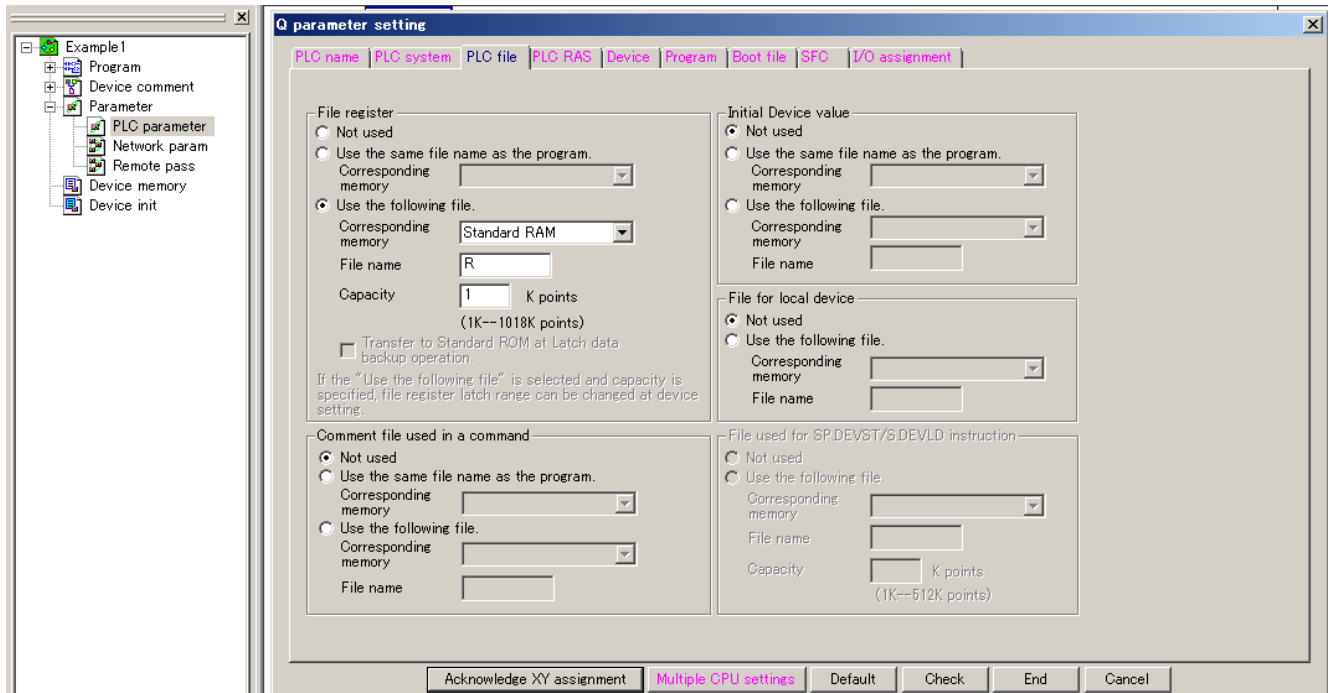 Example1
Program
Device comment
Parameter
PLC parameter
Network param
Remote pass
Device memory
Device init
Q parameter setting
PLC name PLC system PLC file PLC RAS Device Program Boot file SFC I/O assignment
File register
Not used
Use the same file name as the program.
Corresponding
memory
Use the following file.
Corresponding
memory
Standard RAM
File name
R
Capacity
1
K points
(1K--1018K points)
Transfer to Standard ROM at Latch data
backup operation.
If the "Use the following file" is selected and capacity is
specified, file register latch range can be changed at device
setting.
Comment file used in a command
Not used
Use the same file name as the program.
Corresponding
memory
Use the following file.
Corresponding
memory
File name
Initial Device value
Not used
Use the same file name as the program.
Corresponding
memory
Use the following file.
Corresponding
memory
File name
File for local device
Not used
Use the following file.
Corresponding
memory
File name
File used for SP.DEVST/S.DEVLD instruction
Not used
Use the following file.
Corresponding
memory
File name
Capacity
K points
(1K--512K points)
Acknowledge XY assignment Multiple CPU settings Default Check End Cancel